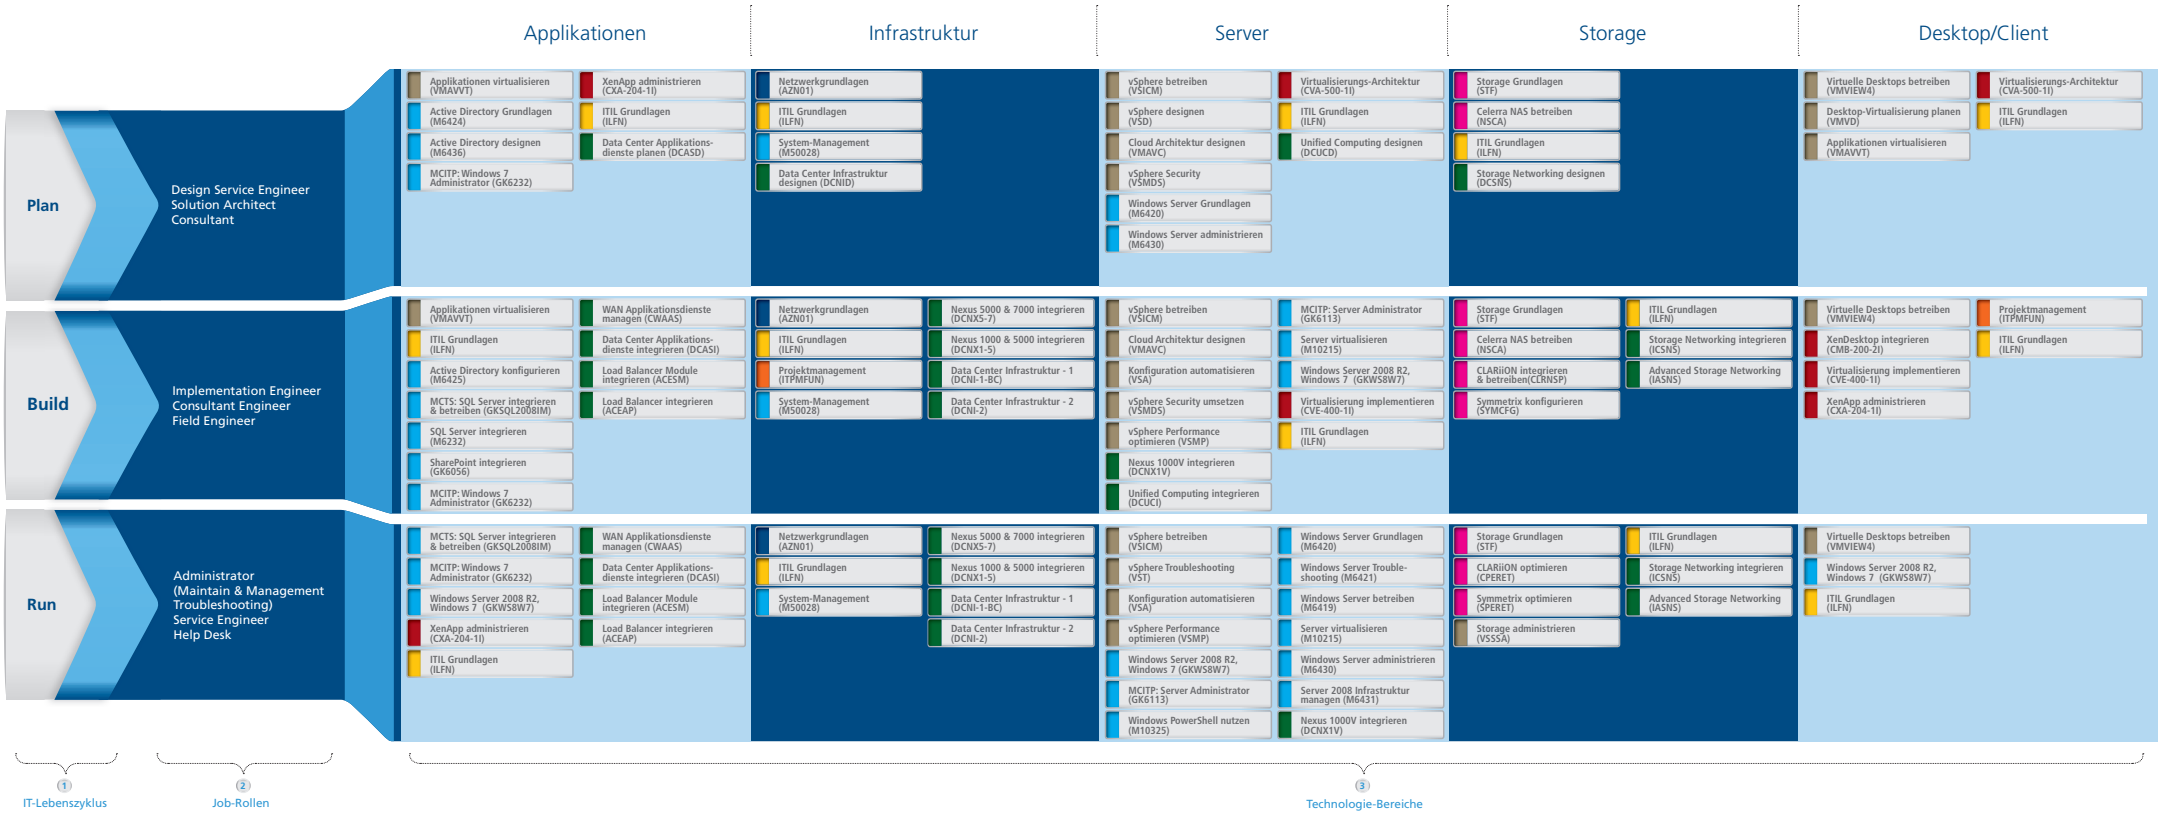 Applikationen
Infrastruktur
Server
Storage
Desktop/Client
Plan
Design Service Engineer
Solution Architect
Consultant
Applikationen virtualisieren
(VMAVVT)
Active Directory Grundlagen
(M6424)
Active Directory designen
(M6436)
MCITP: Windows 7
Administrator (GK6232)
XenApp administrieren
(CXA-204-1I)
ITIL Grundlagen
(ILFN)
Data Center Applikations-
dienste planen (DCASD)
Netzwerkgrundlagen
(AZN01)
ITIL Grundlagen
(ILFN)
System-Management
(M50028)
Data Center Infrastruktur
designen (DCNID)
vSphere betreiben
(VSICM)
vSphere designen
(VSD)
Cloud Architektur designen
(VMAVC)
vSphere Security
(VSMDS)
Windows Server Grundlagen
(M6420)
Windows Server administrieren
(M6430)
Virtualisierungs-Architektur
(CVA-500-1I)
ITIL Grundlagen
(ILFN)
Unified Computing designen
(DCUCD)
Storage Grundlagen
(STF)
Celerra NAS betreiben
(NSCA)
ITIL Grundlagen
(ILFN)
Storage Networking designen
(DCSNS)
Virtuelle Desktops betreiben
(VMVIEW4)
Desktop-Virtualisierung planen
(VMVD)
Applikationen virtualisieren
(VMAVVT)
Virtualisierungs-Architektur
(CVA-500-1I)
ITIL Grundlagen
(ILFN)
Build
Implementation Engineer
Consultant Engineer
Field Engineer
Applikationen virtualisieren
(VMAVVT)
ITIL Grundlagen
(ILFN)
Active Directory konfigurieren
(M6425)
MCTS: SQL Server integrieren
& betreiben (GKSQL2008IM)
SQL Server integrieren
(M6232)
SharePoint integrieren
(GK6056)
MCITP: Windows 7
Administrator (GK6232)
WAN Applikationsdienste
managen (CWAAS)
Data Center Applikations-
dienste integrieren (DCASI)
Load Balancer Module
integrieren (ACESM)
Load Balancer integrieren
(ACEAP)
Netzwerkgrundlagen
(AZN01)
ITIL Grundlagen
(ILFN)
Projektmanagement
(ITPMFUN)
System-Management
(M50028)
Nexus 5000 & 7000 integrieren
(DCNX5-7)
Nexus 1000 & 5000 integrieren
(DCNX1-5)
Data Center Infrastruktur - 1
(DCNI-1-BC)
Data Center Infrastruktur - 2
(DCNI-2)
vSphere betreiben
(VSICM)
Cloud Architektur designen
(VMAVC)
Konfiguration automatisieren
(VSA)
vSphere Security umsetzen
(VSMDS)
vSphere Performance
optimieren (VSMP)
Nexus 1000V integrieren
(DCNX1V)
Unified Computing integrieren
(DCUCI)
MCITP: Server Administrator
(GK6113)
Server virtualisieren
(M10215)
Windows Server 2008 R2,
Windows 7 (GKWS8W7)
Virtualisierung implementieren
(CVE-400-1I)
ITIL Grundlagen
(ILFN)
Storage Grundlagen
(STF)
Celerra NAS betreiben
(NSCA)
CLARiiON integrieren
& betreiben(CLRNSP)
Symmetrix konfigurieren
(SYMCFG)
ITIL Grundlagen
(ILFN)
Storage Networking integrieren
(ICSNS)
Advanced Storage Networking
(IASNS)
Virtuelle Desktops betreiben
(VMVIEW4)
XenDesktop integrieren
(CMB-200-2I)
Virtualisierung implementieren
(CVE-400-1I)
XenApp administrieren
(CXA-204-1I)
Projektmanagement
(ITPMFUN)
ITIL Grundlagen
(ILFN)
Run
Administrator
(Maintain & Management
Troubleshooting)
Service Engineer
Help Desk
MCTS: SQL Server integrieren
& betreiben (GKSQL2008IM)
MCITP: Windows 7
Administrator (GK6232)
Windows Server 2008 R2,
Windows 7 (GKWS8W7)
XenApp administrieren
(CXA-204-1I)
ITIL Grundlagen
(ILFN)
WAN Applikationsdienste
managen (CWAAS)
Data Center Applikations-
dienste integrieren (DCASI)
Load Balancer Module
integrieren (ACESM)
Load Balancer integrieren
(ACEAP)
Netzwerkgrundlagen
(AZN01)
ITIL Grundlagen
(ILFN)
System-Management
(M50028)
Nexus 5000 & 7000 integrieren
(DCNX5-7)
Nexus 1000 & 5000 integrieren
(DCNX1-5)
Data Center Infrastruktur - 1
(DCNI-1-BC)
Data Center Infrastruktur - 2
(DCNI-2)
vSphere betreiben
(VSICM)
vSphere Troubleshooting
(VST)
Konfiguration automatisieren
(VSA)
vSphere Performance
optimieren (VSMP)
Windows Server 2008 R2,
Windows 7 (GKWS8W7)
MCITP: Server Administrator
(GK6113)
Windows PowerShell nutzen
(M10325)
Windows Server Grundlagen
(M6420)
Windows Server Trouble-
shooting (M6421)
Windows Server betreiben
(M6419)
Server virtualisieren
(M10215)
Windows Server administrieren
(M6430)
Server 2008 Infrastruktur
managen (M6431)
Nexus 1000V integrieren
(DCNX1V)
Storage Grundlagen
(STF)
CLARiiON optimieren
(CPERET)
Symmetrix optimieren
(SPERET)
Storage administrieren
(VSSSA)
ITIL Grundlagen
(ILFN)
Storage Networking integrieren
(ICSNS)
Advanced Storage Networking
(IASNS)
Virtuelle Desktops betreiben
(VMVIEW4)
Windows Server 2008 R2,
Windows 7 (GKWS8W7)
ITIL Grundlagen
(ILFN)
1
IT-Lebenszyklus
2
Job-Rollen
3
Technologie-Bereiche